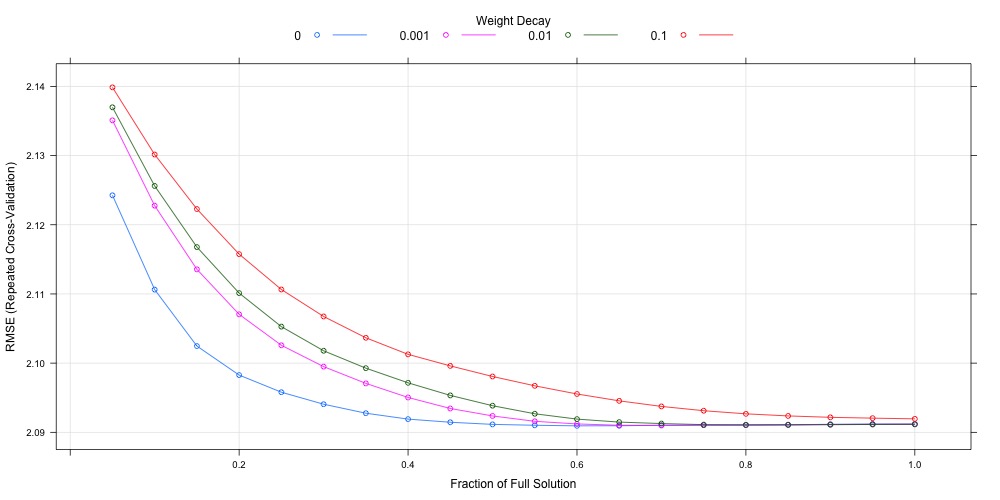 Weight Decay
0 0.001 0.01 0.1
2.14
2.13
2.12
2.11
2.10
2.09
RMSE (Repeated Cross-Validation)
0.2 0.4 0.6 0.8 1.0
Fraction of Full Solution